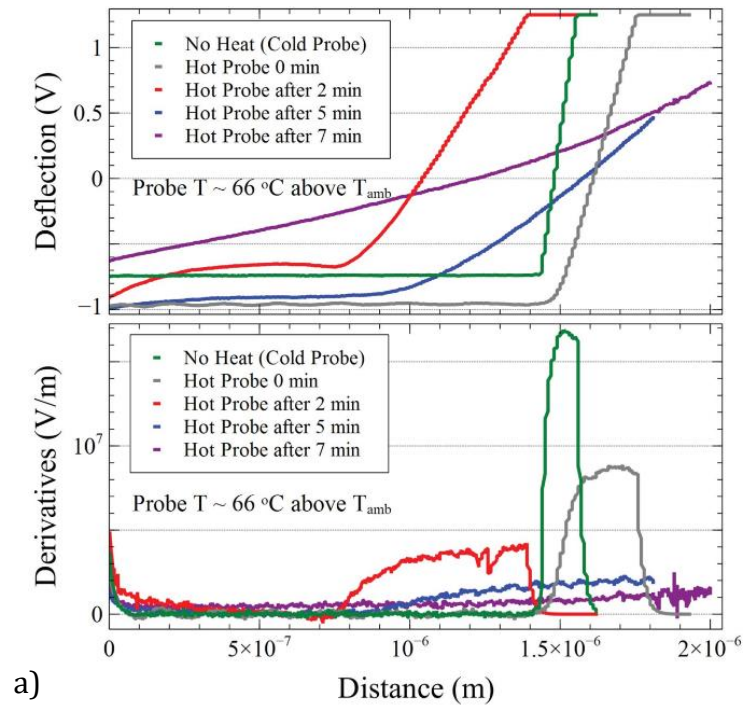 1
0.5
0
−1
Deflection (V)
No Heat (Cold Probe)
Hot Probe 0 min
Hot Probe after 2 min
Hot Probe after 5 min
Hot Probe after 7 min
Probe T ~ 66 °C above Tamb
10⁷
0
Derivatives (V/m)
No Heat (Cold Probe)
Hot Probe 0 min
Hot Probe after 2 min
Hot Probe after 5 min
Hot Probe after 7 min
Probe T ~ 66 °C above Tamb
0 5×10⁻⁷ 10⁻⁶ 1.5×10⁻⁶ 2×10⁻⁶
a) Distance (m)